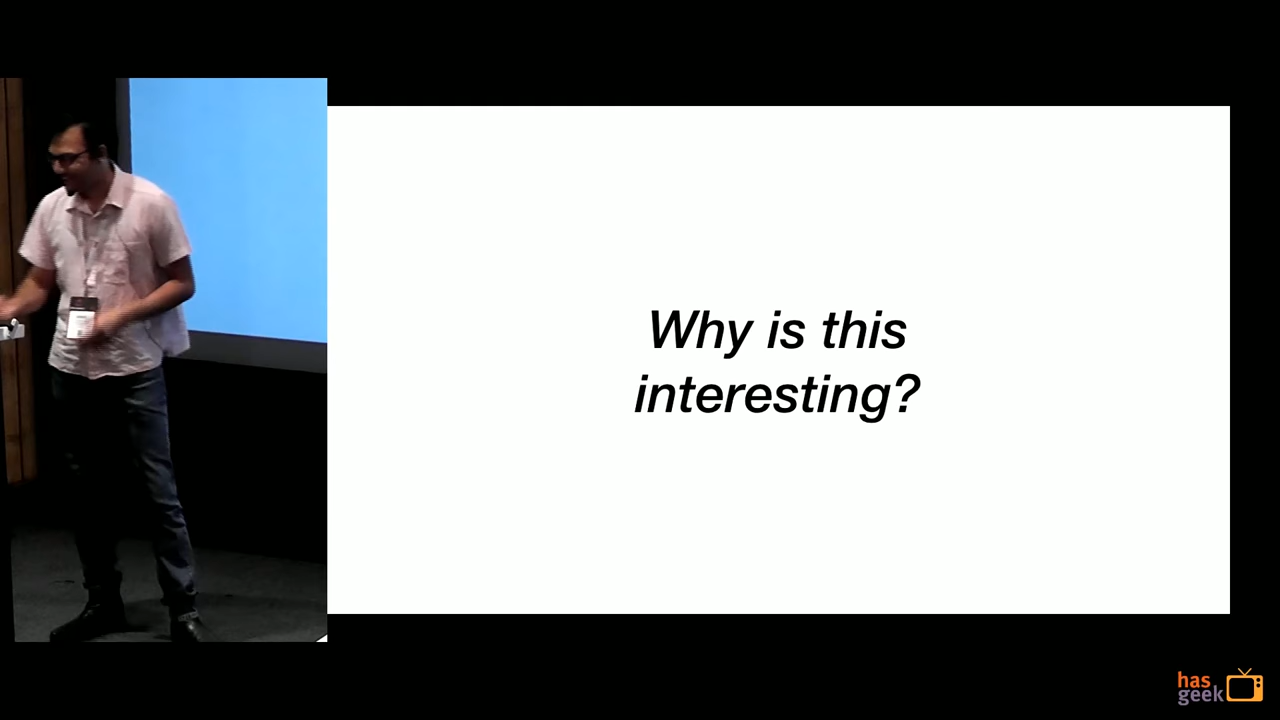 Why is this
interesting?
has
geek